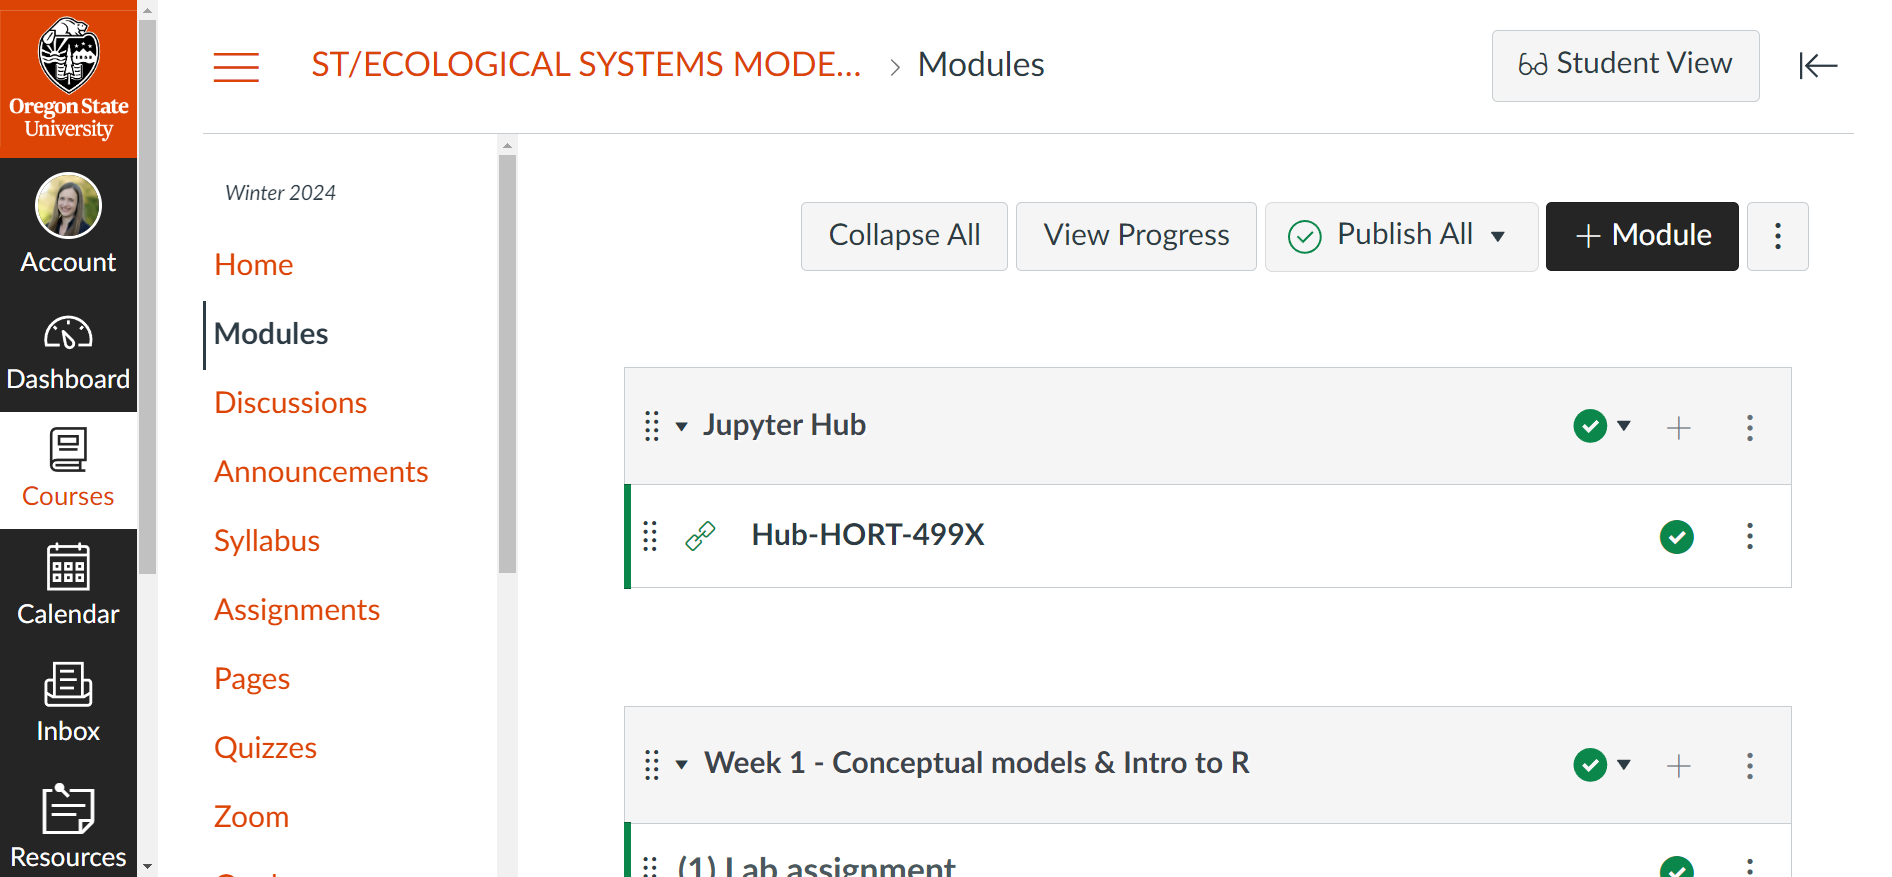 Oregon State
University
Account
Dashboard
Courses
Calendar
Inbox
Resources
ST/ECOLOGICAL SYSTEMS MODE... > Modules
Student View
Winter 2024
Home
Modules
Discussions
Announcements
Syllabus
Assignments
Pages
Quizzes
Zoom
Collapse All
View Progress
Publish All
+ Module
Jupyter Hub
Hub-HORT-499X
Week 1 - Conceptual models & Intro to R
(1) Lab assignment